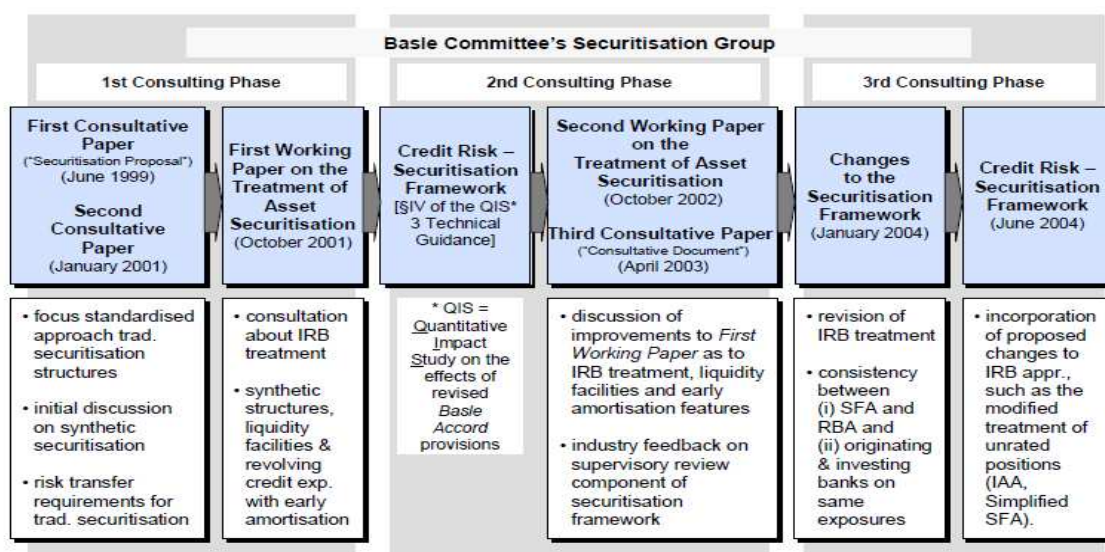 Basle Committee's Securitisation Group
1st Consulting Phase
2nd Consulting Phase
3rd Consulting Phase
First Consultative
Paper
("Securitisation Proposal")
(June 1999)
Second
Consultative
Paper
(January 2001)
First Working
Paper on the
Treatment of
Asset
Securitisation
(October 2001)
Credit Risk –
Securitisation
Framework
[§IV of the QIS*
3 Technical
Guidance]
Second Working Paper
on the
Treatment of Asset
Securitisation
(October 2002)
Third Consultative Paper
("Consultative Document")
(April 2003)
Changes
to the
Securitisation
Framework
(January 2004)
Credit Risk –
Securitisation
Framework
(June 2004)
• focus standardised
approach trad.
securitisation
structures
• initial discussion
on synthetic
securitisation
• risk transfer
requirements for
trad. securitisation
• consultation
about IRB
treatment
• synthetic
structures,
liquidity
facilities &
revolving
credit exp.
with early
amortisation
* QIS =
Quantitative
Impact
Study on the
effects of
revised
Basle
Accord
provisions
• discussion of
improvements to First
Working Paper as to
IRB treatment, liquidity
facilities and early
amortisation features
• industry feedback on
supervisory review
component of
securitisation
framework
• revision of
IRB treatment
• consistency
between
(i) SFA and
RBA and
(ii) originating
& investing
banks on
same
exposures
• incorporation
of proposed
changes to
IRB appr.,
such as the
modified
treatment of
unrated
positions
(IAA,
Simplified
SFA).